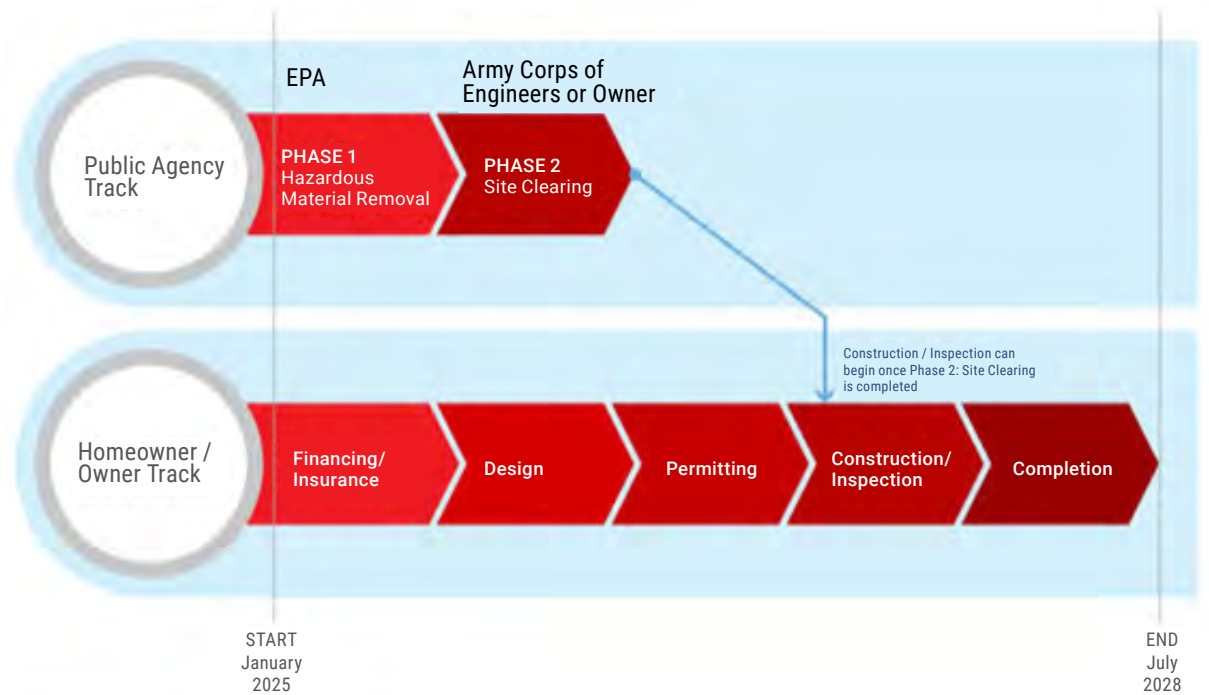 EPA
Army Corps of
Engineers or Owner
Public Agency
Track
PHASE 1
Hazardous
Material Removal
PHASE 2
Site Clearing
Construction / Inspection can
begin once Phase 2: Site Clearing
is completed
Homeowner /
Owner Track
Financing/
Insurance
Design
Permitting
Construction/
Inspection
Completion
START
January
2025
END
July
2028